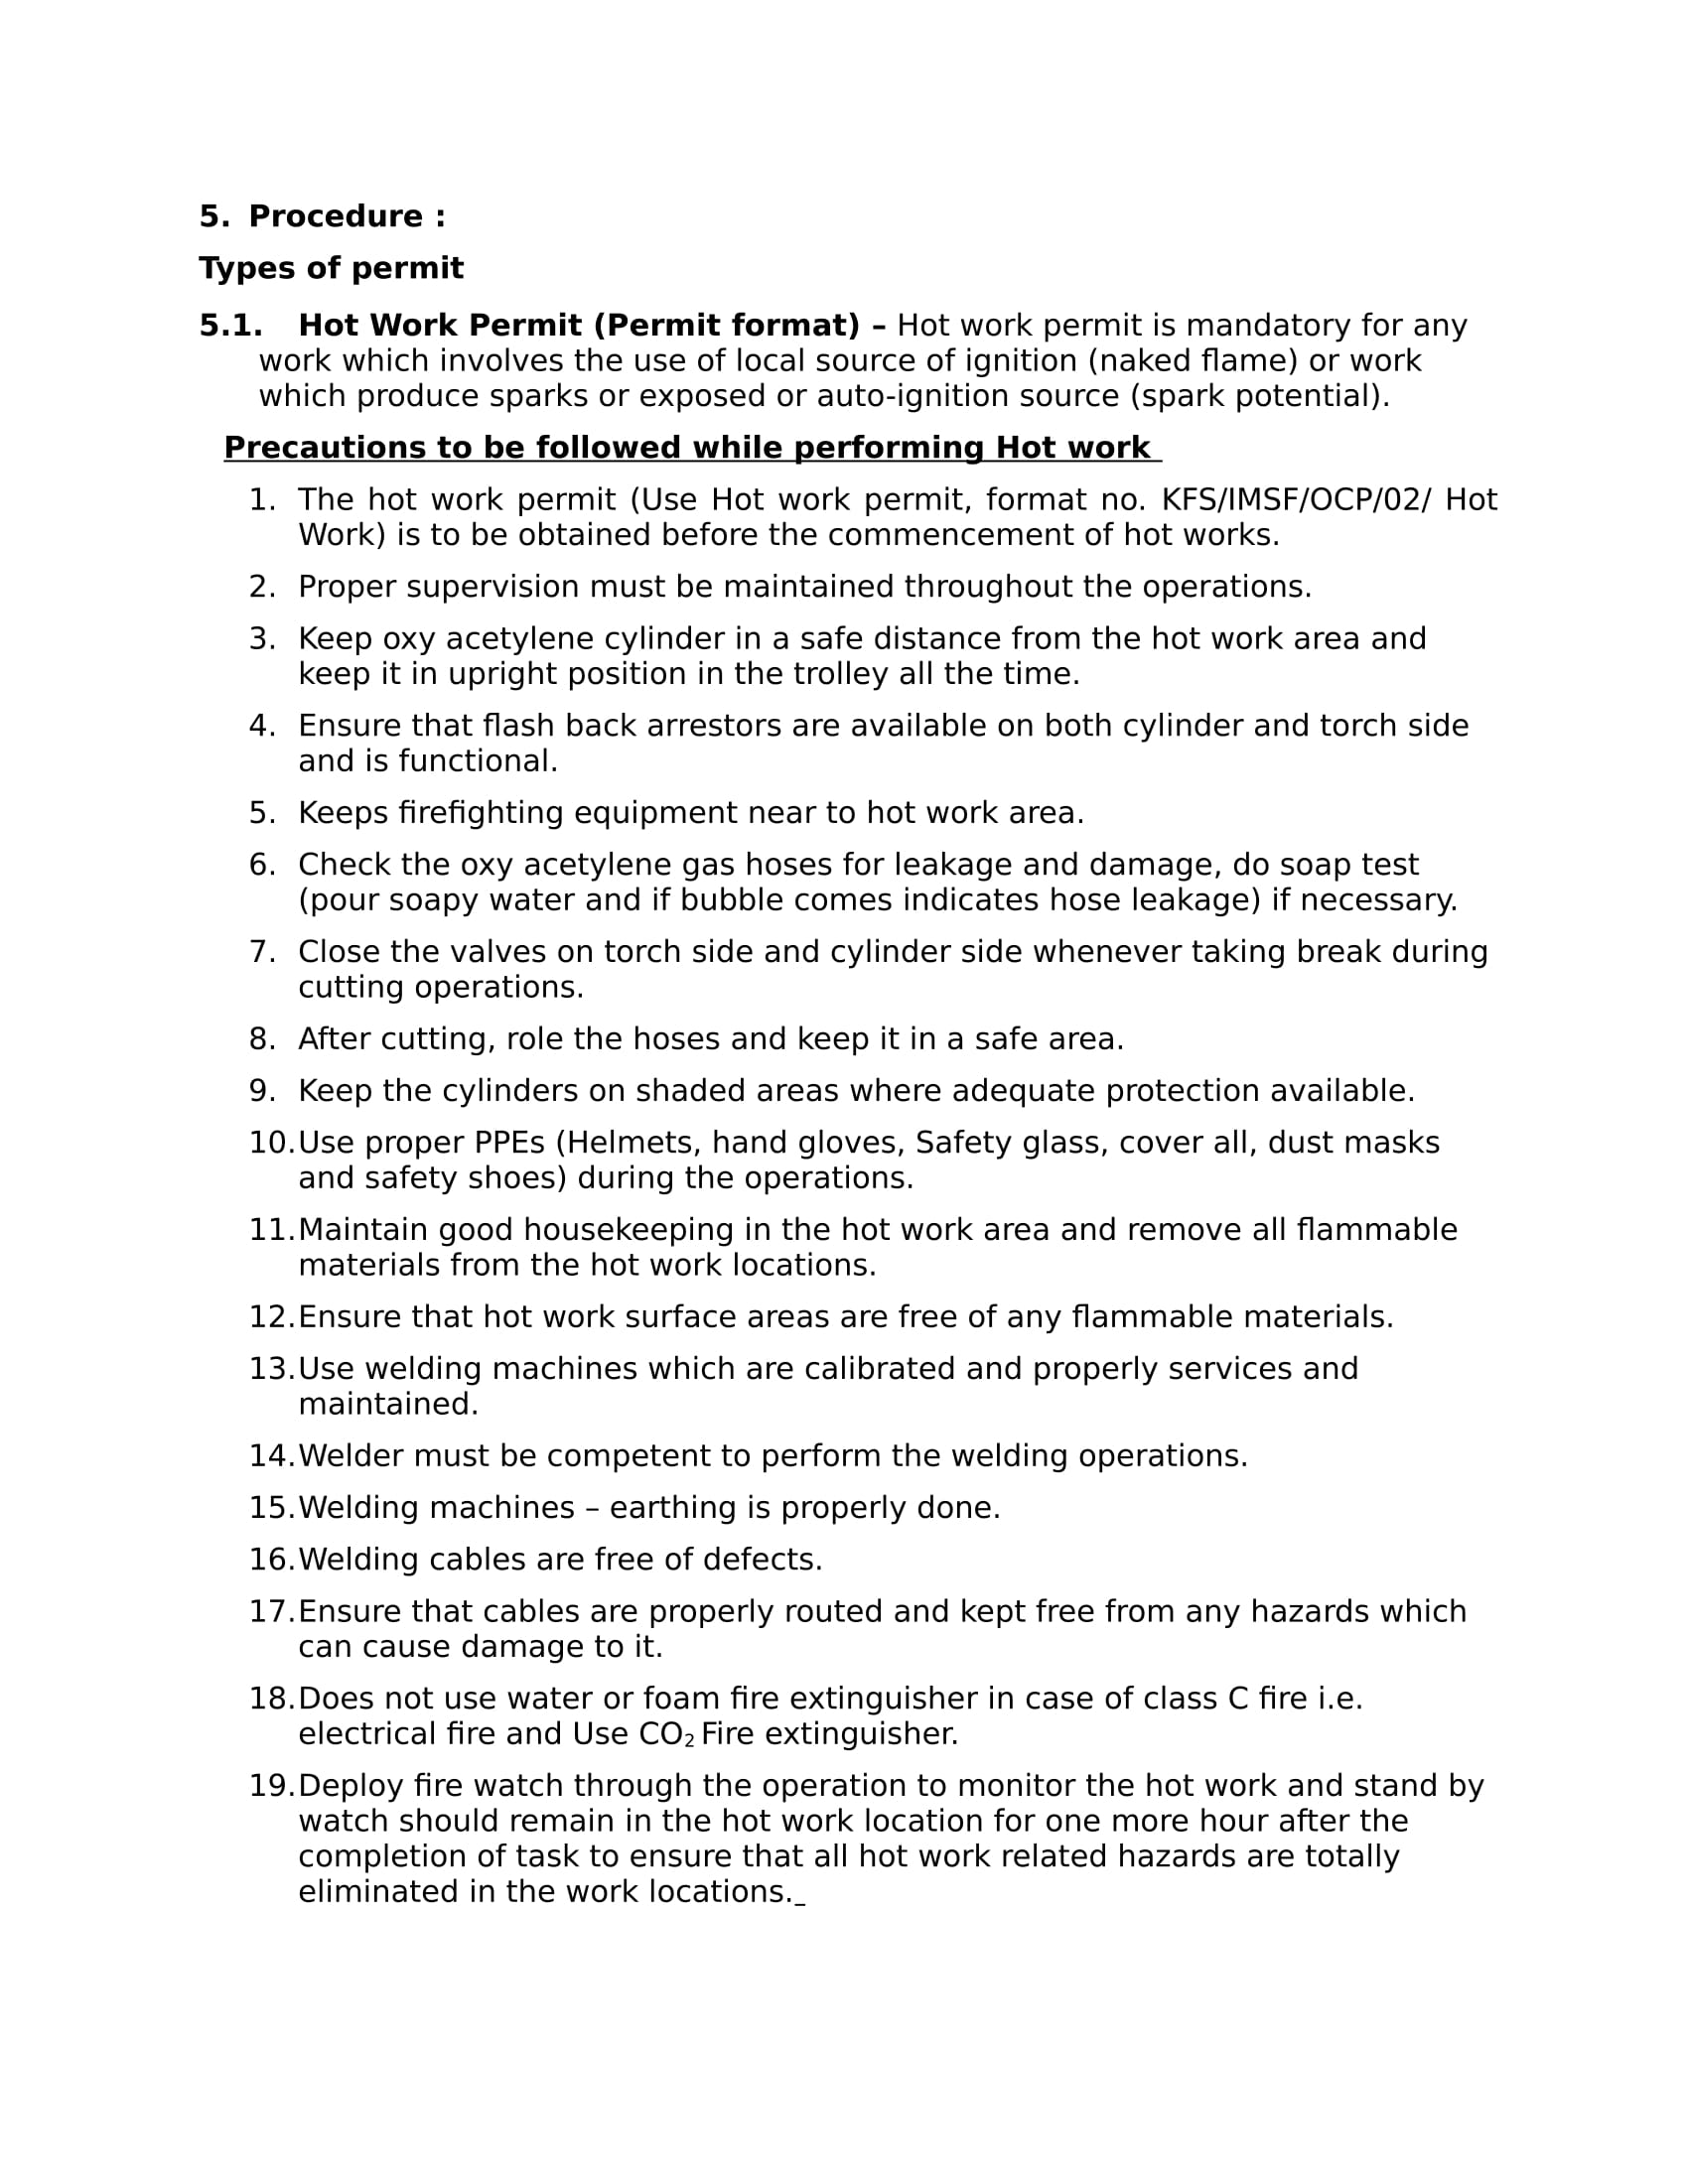 5. Procedure :
Types of permit
5.1. Hot Work Permit (Permit format) – Hot work permit is mandatory for any
work which involves the use of local source of ignition (naked flame) or work
which produce sparks or exposed or auto-ignition source (spark potential).
Precautions to be followed while performing Hot work
1. The hot work permit (Use Hot work permit, format no. KFS/IMSF/OCP/02/ Hot
Work) is to be obtained before the commencement of hot works.
2. Proper supervision must be maintained throughout the operations.
3. Keep oxy acetylene cylinder in a safe distance from the hot work area and
keep it in upright position in the trolley all the time.
4. Ensure that flash back arrestors are available on both cylinder and torch side
and is functional.
5. Keeps firefighting equipment near to hot work area.
6. Check the oxy acetylene gas hoses for leakage and damage, do soap test
(pour soapy water and if bubble comes indicates hose leakage) if necessary.
7. Close the valves on torch side and cylinder side whenever taking break during
cutting operations.
8. After cutting, role the hoses and keep it in a safe area.
9. Keep the cylinders on shaded areas where adequate protection available.
10. Use proper PPEs (Helmets, hand gloves, Safety glass, cover all, dust masks
and safety shoes) during the operations.
11. Maintain good housekeeping in the hot work area and remove all flammable
materials from the hot work locations.
12. Ensure that hot work surface areas are free of any flammable materials.
13. Use welding machines which are calibrated and properly services and
maintained.
14. Welder must be competent to perform the welding operations.
15. Welding machines – earthing is properly done.
16. Welding cables are free of defects.
17. Ensure that cables are properly routed and kept free from any hazards which
can cause damage to it.
18. Does not use water or foam fire extinguisher in case of class C fire i.e.
electrical fire and Use CO₂ Fire extinguisher.
19. Deploy fire watch through the operation to monitor the hot work and stand by
watch should remain in the hot work location for one more hour after the
completion of task to ensure that all hot work related hazards are totally
eliminated in the work locations.